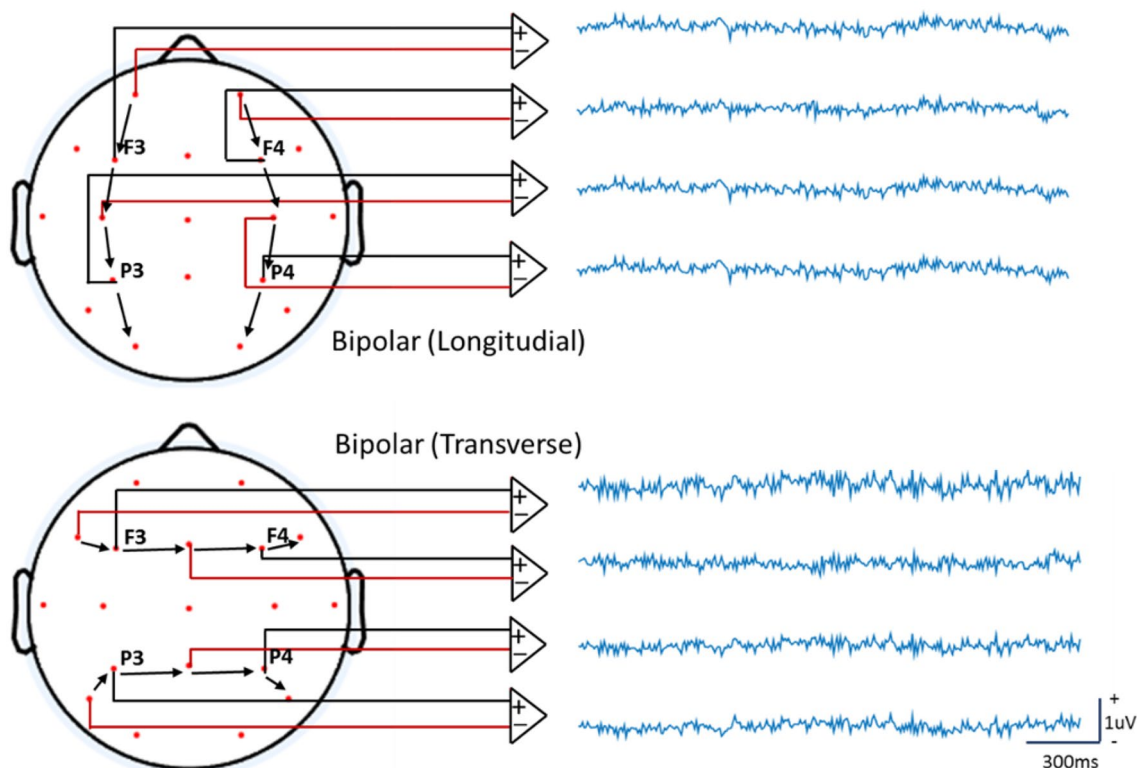 +
−
+
−
F3
F4
+
−
P3
P4
+
−
Bipolar (Longitudial)
Bipolar (Transverse)
+
−
F3
F4
+
−
P3
P4
+
−
+
−
+
1uV
-
300ms